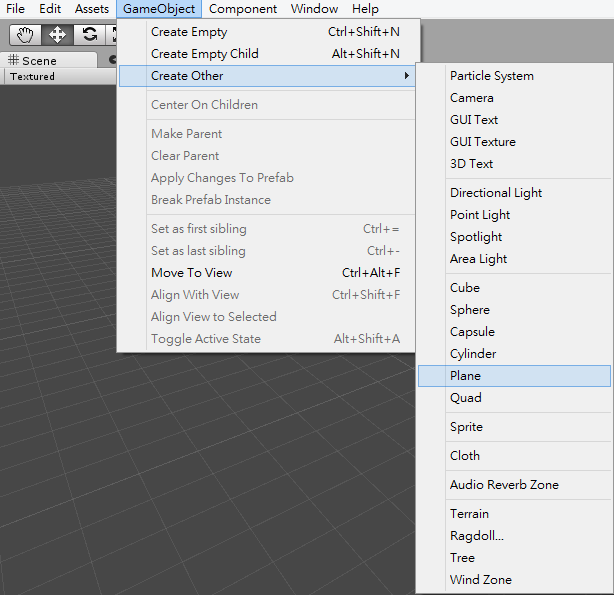 File Edit Assets GameObject Component Window Help
Scene
Textured
Create Empty Ctrl+Shift+N
Create Empty Child Alt+Shift+N
Create Other
Center On Children
Make Parent
Clear Parent
Apply Changes To Prefab
Break Prefab Instance
Set as first sibling Ctrl+=
Set as last sibling Ctrl+-
Move To View Ctrl+Alt+F
Align With View Ctrl+Shift+F
Align View to Selected
Toggle Active State Alt+Shift+A
Particle System
Camera
GUI Text
GUI Texture
3D Text
Directional Light
Point Light
Spotlight
Area Light
Cube
Sphere
Capsule
Cylinder
Plane
Quad
Sprite
Cloth
Audio Reverb Zone
Terrain
Ragdoll...
Tree
Wind Zone